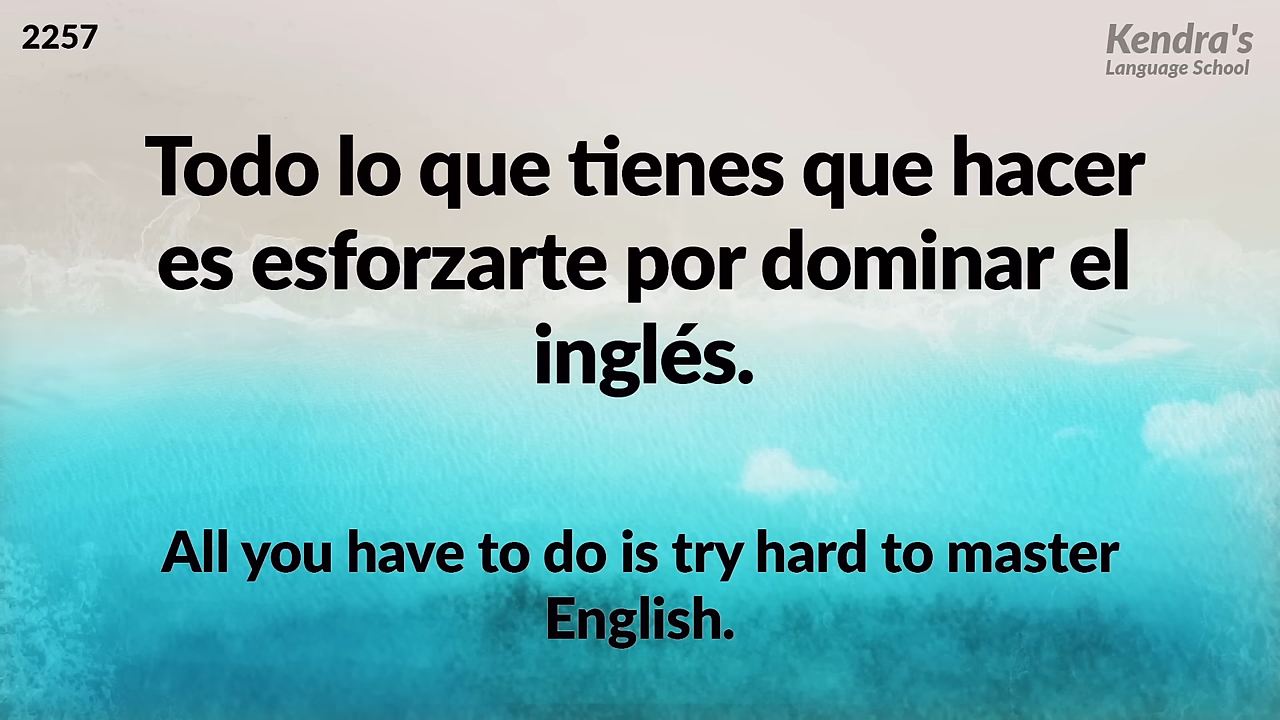 2257
Kendra's
Language School
Todo lo que tienes que hacer
es esforzarte por dominar el
inglés.
All you have to do is try hard to master
English.